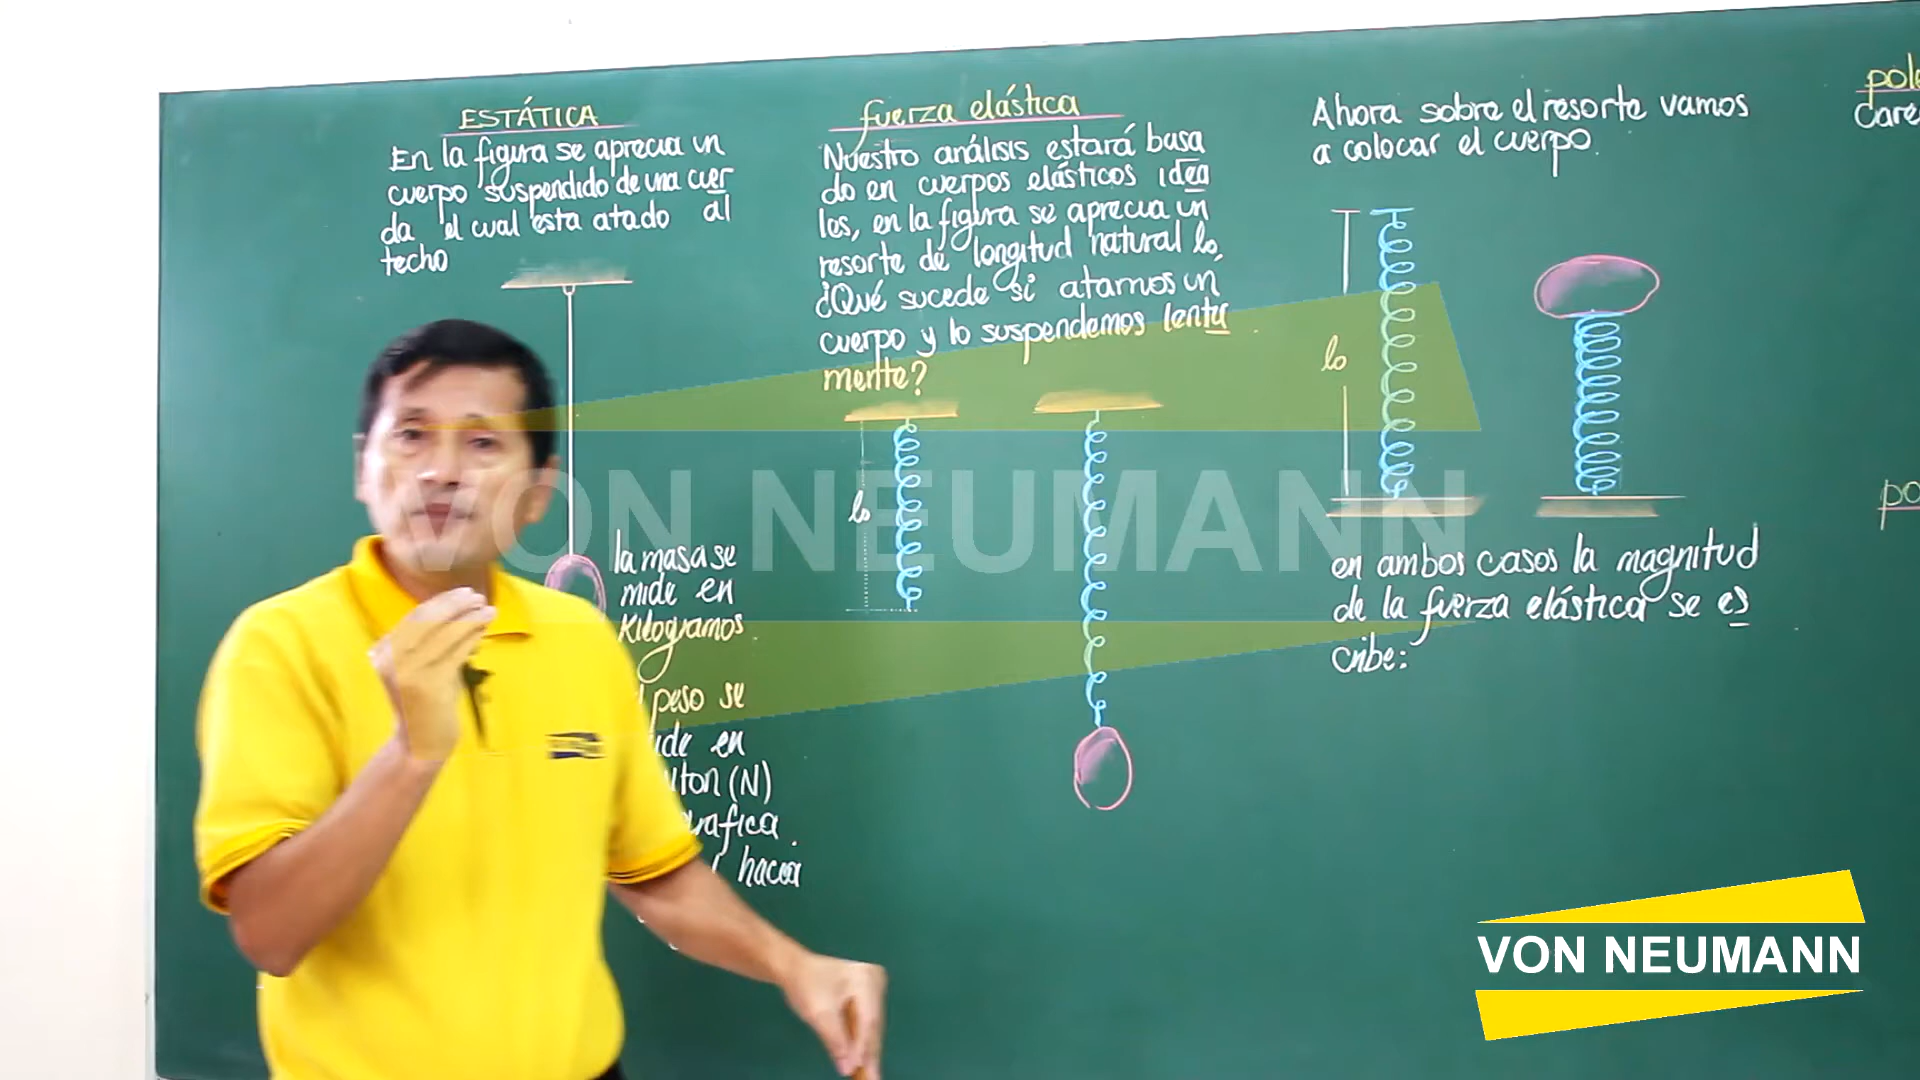 ESTÁTICA
En la figura se aprecia un
cuerpo suspendido de una cuer
da el cual esta atado al
techo
la masa se
mide en
Kilogramos
peso se
en
(N)
hacia
fuerza elástica
Nuestro análisis estará basa
do en cuerpos elásticos idea
les, en la figura se aprecia un
resorte de longitud natural lo,
¿Qué sucede si atamos un
cuerpo y lo suspendemos lenta
mente?
lo
Ahora sobre el resorte vamos
a colocar el cuerpo.
lo
en ambos casos la magnitud
de la fuerza elástica se es
cribe:
VON NEUMANN
VON NEUMANN